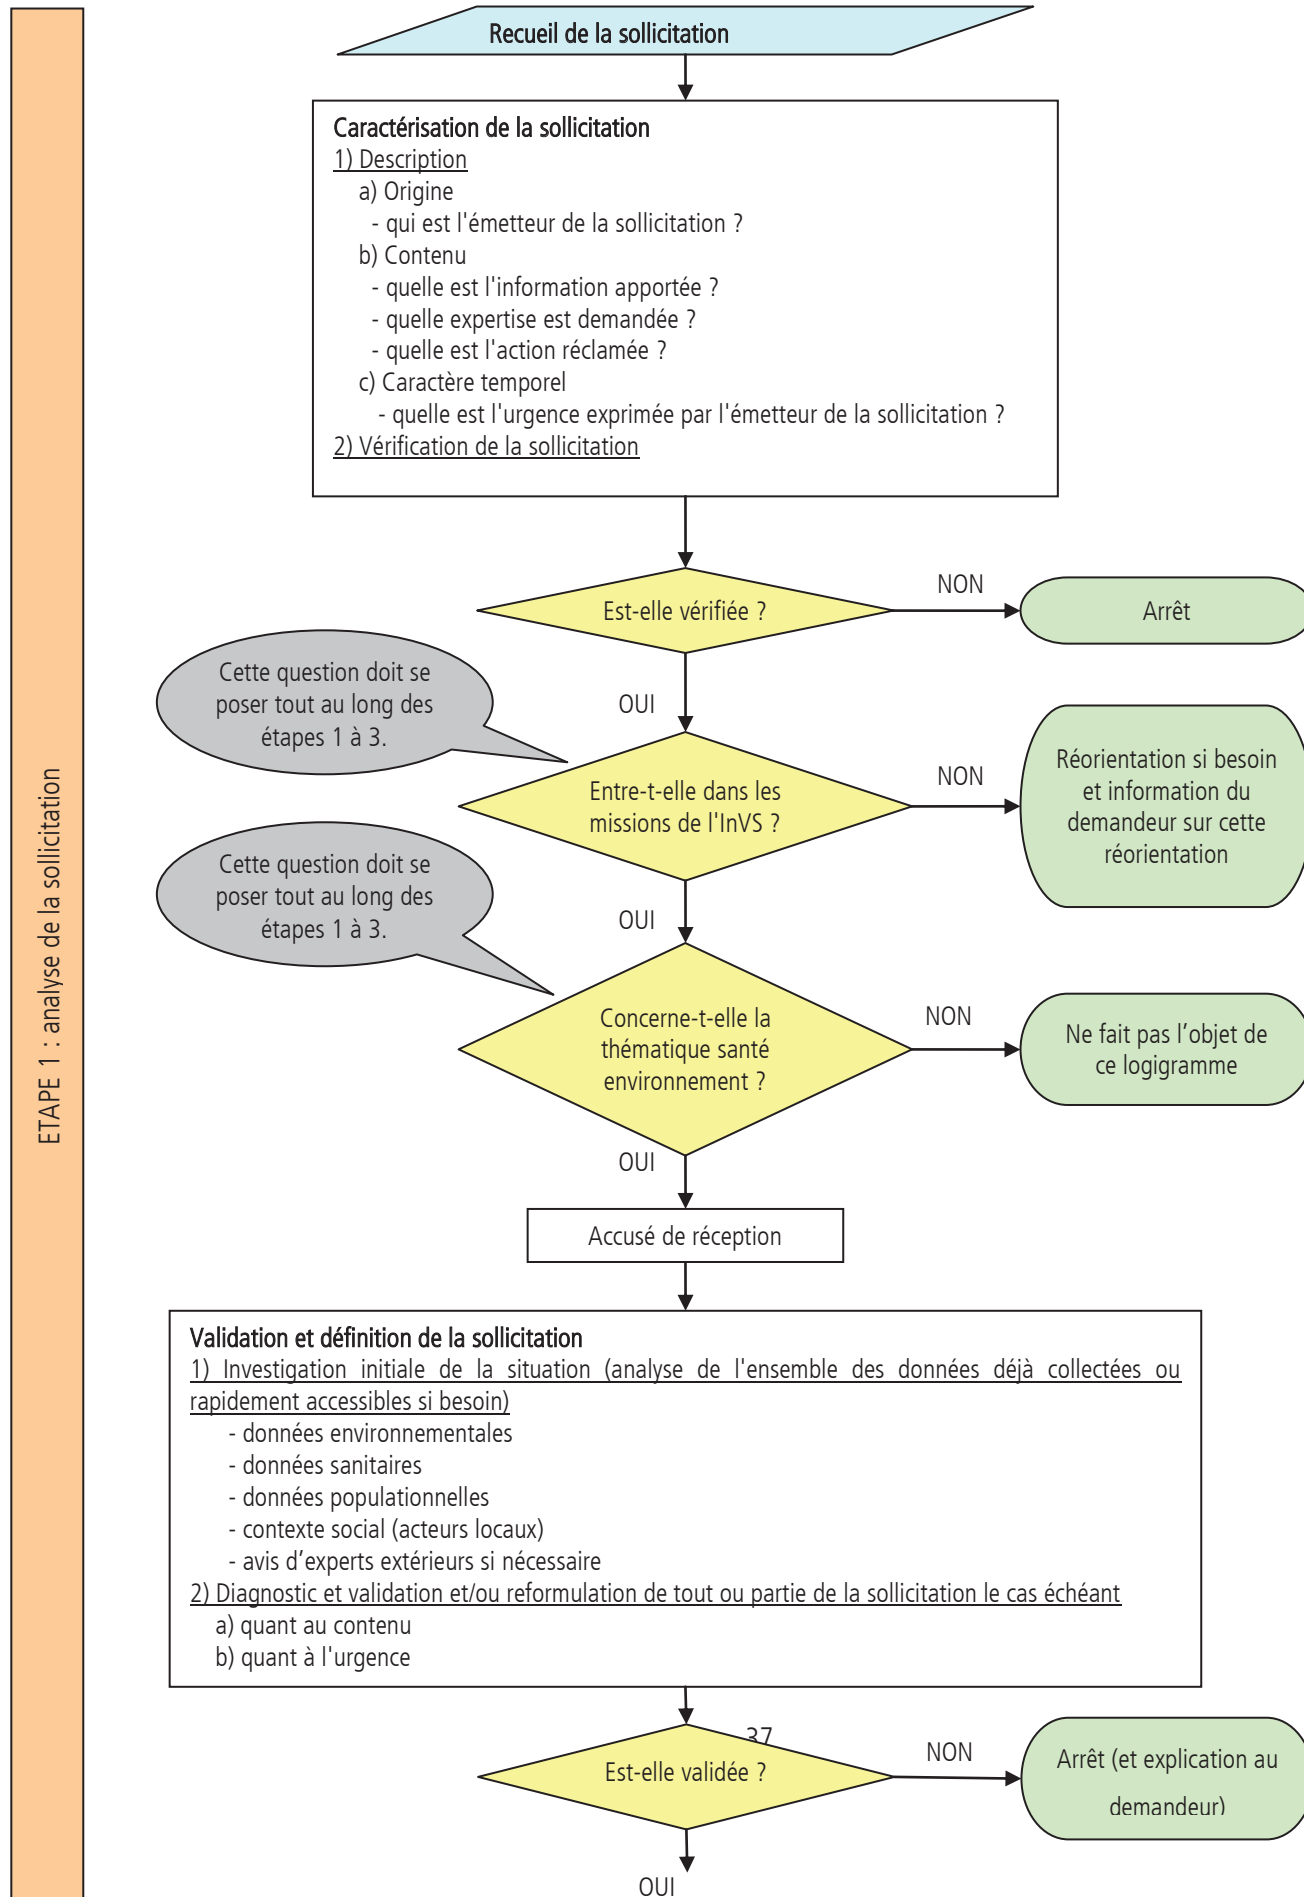 ETAPE 1 : analyse de la sollicitation
Recueil de la sollicitation
Caractérisation de la sollicitation
1) Description
a) Origine
- qui est l'émetteur de la sollicitation ?
b) Contenu
- quelle est l'information apportée ?
- quelle expertise est demandée ?
- quelle est l'action réclamée ?
c) Caractère temporel
- quelle est l'urgence exprimée par l'émetteur de la sollicitation ?
2) Vérification de la sollicitation
Est-elle vérifiée ?
NON
Arrêt
OUI
Cette question doit se
poser tout au long des
étapes 1 à 3.
Entre-t-elle dans les
missions de l'InVS ?
NON
Réorientation si besoin
et information du
demandeur sur cette
réorientation
OUI
Cette question doit se
poser tout au long des
étapes 1 à 3.
Concerne-t-elle la
thématique santé
environnement ?
NON
Ne fait pas l’objet de
ce logigramme
OUI
Accusé de réception
Validation et définition de la sollicitation
1) Investigation initiale de la situation (analyse de l'ensemble des données déjà collectées ou
rapidement accessibles si besoin)
- données environnementales
- données sanitaires
- données populationnelles
- contexte social (acteurs locaux)
- avis d’experts extérieurs si nécessaire
2) Diagnostic et validation et/ou reformulation de tout ou partie de la sollicitation le cas échéant
a) quant au contenu
b) quant à l'urgence
37
Est-elle validée ?
NON
Arrêt (et explication au
demandeur)
OUI